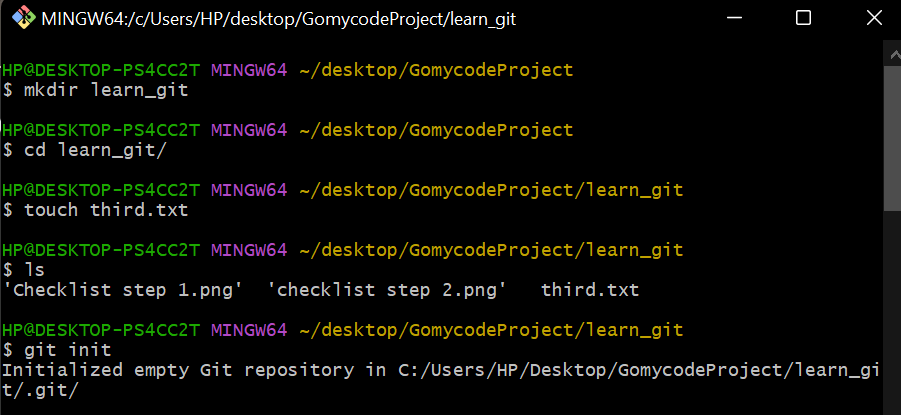 MINGW64:/c/Users/HP/desktop/GomycodeProject/learn_git
HP@DESKTOP-PS4CC2T MINGW64 ~/desktop/GomycodeProject
$ mkdir learn_git
HP@DESKTOP-PS4CC2T MINGW64 ~/desktop/GomycodeProject
$ cd learn_git/
HP@DESKTOP-PS4CC2T MINGW64 ~/desktop/GomycodeProject/learn_git
$ touch third.txt
HP@DESKTOP-PS4CC2T MINGW64 ~/desktop/GomycodeProject/learn_git
$ ls
'Checklist step 1.png'  'checklist step 2.png'   third.txt
HP@DESKTOP-PS4CC2T MINGW64 ~/desktop/GomycodeProject/learn_git
$ git init
Initialized empty Git repository in C:/Users/HP/Desktop/GomycodeProject/learn_gi
t/.git/